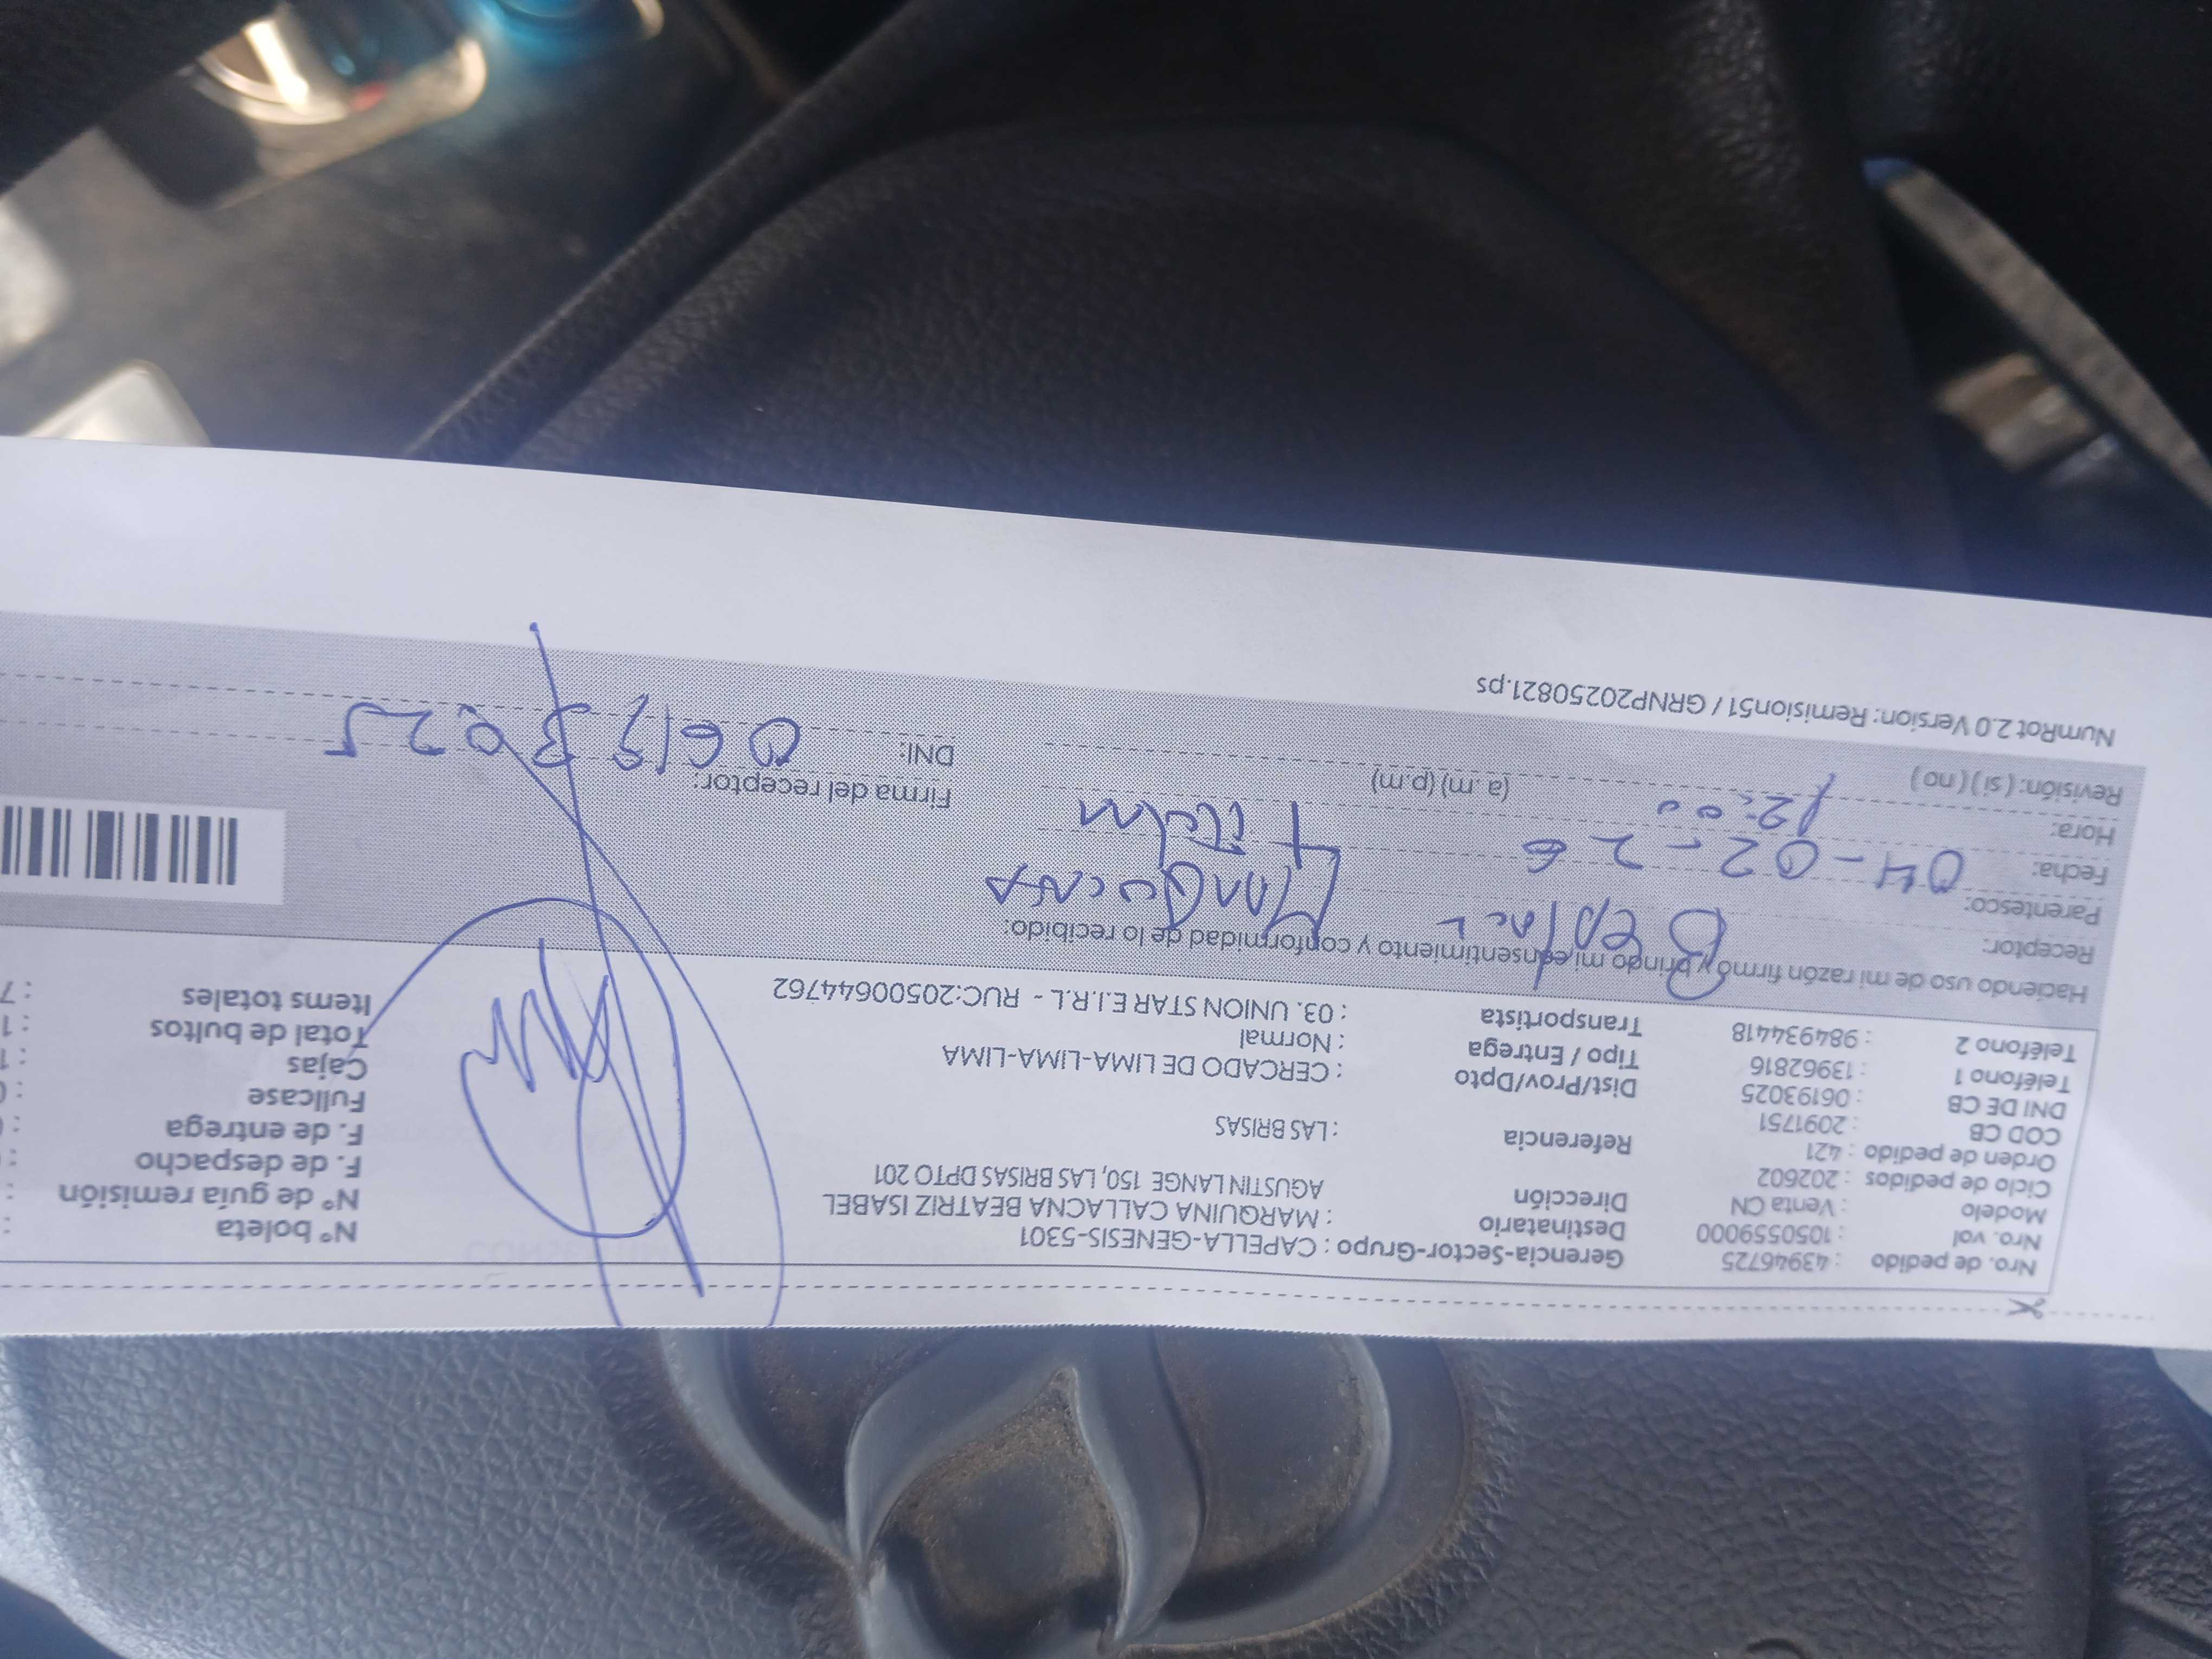 Nro. de pedido : 43946725 Gerencia-Sector-Grupo : CAPELLA-GENESIS-5301 N° boleta :
Nro. vol : 1050559000 Destinatario : MARQUINA CALLACNA BEATRIZ ISABEL N° de guía remisión :
Modelo : Venta CN Dirección AGUSTIN LANGE 150, LAS BRISAS DPTO 201 F. de despacho :
Ciclo de pedidos : 202602 F. de entrega :
Orden de pedido : 421 Referencia : LAS BRISAS Fullcase :
COD CB : 2091751 Cajas :
DNI DE CB : 06193025 Dist/Prov/Dpto : CERCADO DE LIMA-LIMA-LIMA Total de bultos : 1
Teléfono 1 : 13962816 Tipo / Entrega : Normal Items totales : 7
Teléfono 2 : 984934418 Transportista : 03. UNION STAR E.I.R.L - RUC:20500644762
Haciendo uso de mi razón firmo y brindo mi consentimiento y conformidad de lo recibido:
Receptor:
Parentesco: Titular
Fecha: 04-02-26
Hora: 12:00 (a.m) (p.m) Firma del receptor:
Revisión: ( si ) ( no ) DNI: 06193025
NumRot 2.0 Version: Remision51 / GRNP20250821.ps